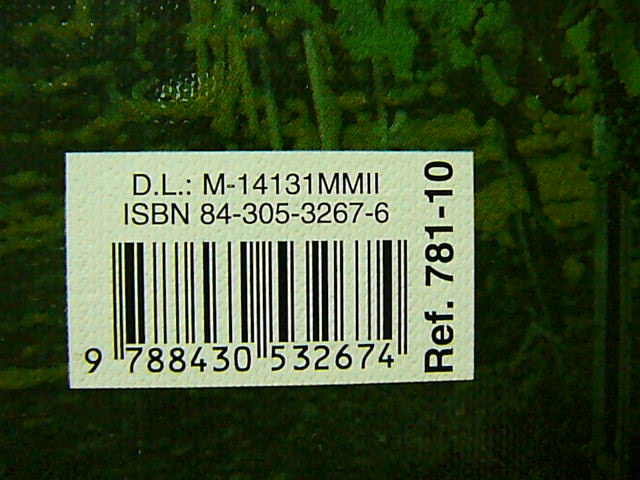 D.L.: M-14131MMII
ISBN 84-305-3267-6
9 788430 532674
Ref. 781-10